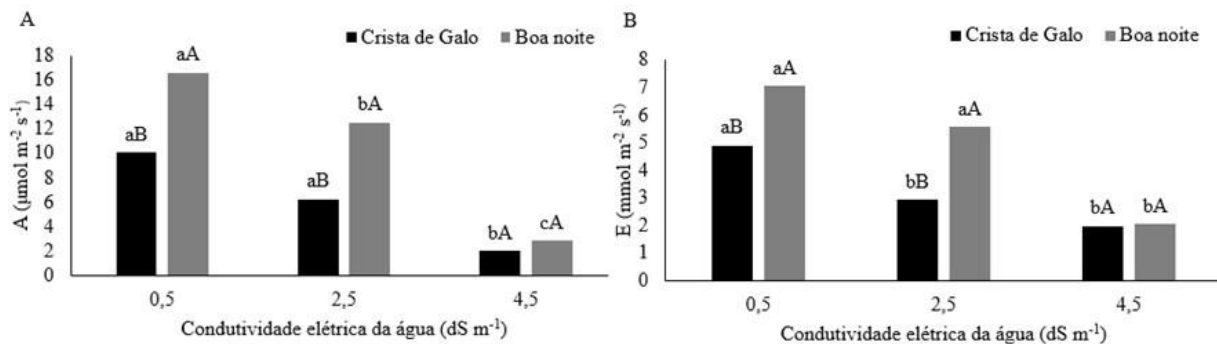 A
Crista de Galo Boa noite
A (μmol m⁻² s⁻¹)
18
16
14
12
10
8
6
4
2
0
aB
aA
aB
bA
bA
cA
0,5 2,5 4,5
Condutividade elétrica da água (dS m⁻¹)
B
Crista de Galo Boa noite
E (mmol m⁻² s⁻¹)
8
7
6
5
4
3
2
1
0
aB
aA
bB
aA
bA
bA
0,5 2,5 4,5
Condutividade elétrica da água (dS m⁻¹)